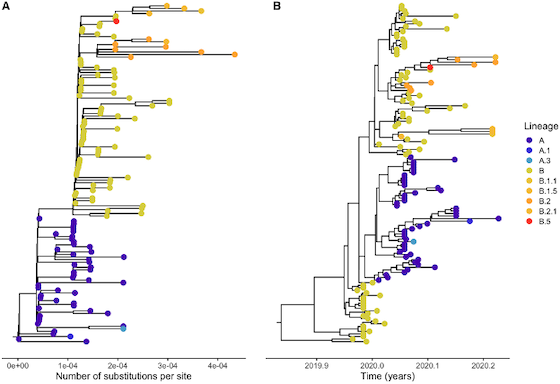 A
B
Lineage
A
A.1
A.3
B
B.1.1
B.1.5
B.2
B.2.1
B.5
0e+00
1e-04
2e-04
3e-04
4e-04
Number of substitutions per site
2019.9
2020.0
2020.1
2020.2
Time (years)